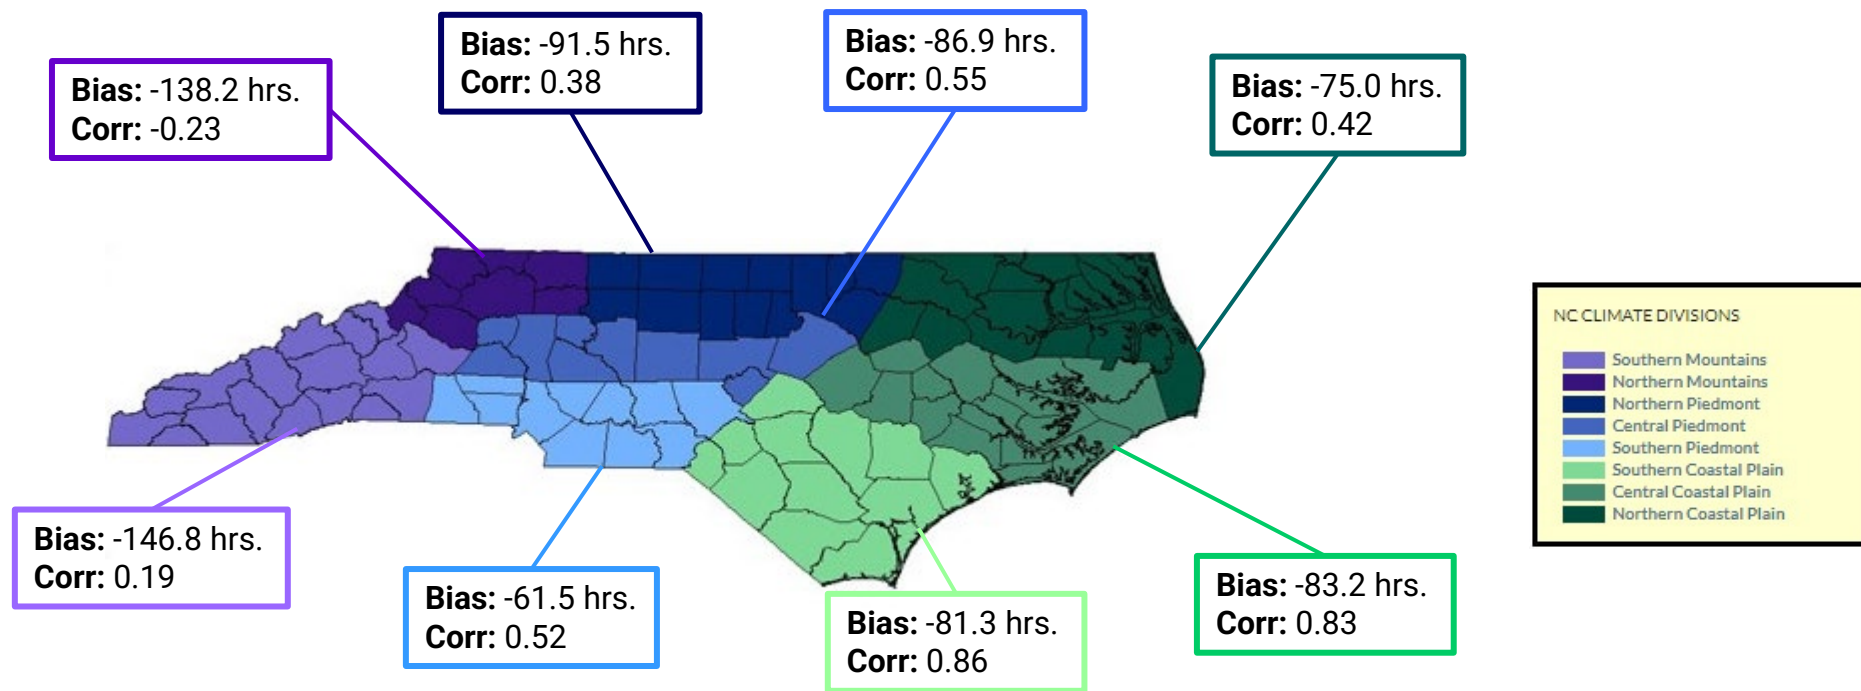 Bias: -138.2 hrs.
Corr: -0.23
Bias: -91.5 hrs.
Corr: 0.38
Bias: -86.9 hrs.
Corr: 0.55
Bias: -75.0 hrs.
Corr: 0.42
Bias: -146.8 hrs.
Corr: 0.19
Bias: -61.5 hrs.
Corr: 0.52
Bias: -81.3 hrs.
Corr: 0.86
Bias: -83.2 hrs.
Corr: 0.83
NC CLIMATE DIVISIONS
Southern Mountains
Northern Mountains
Northern Piedmont
Central Piedmont
Southern Piedmont
Southern Coastal Plain
Central Coastal Plain
Northern Coastal Plain